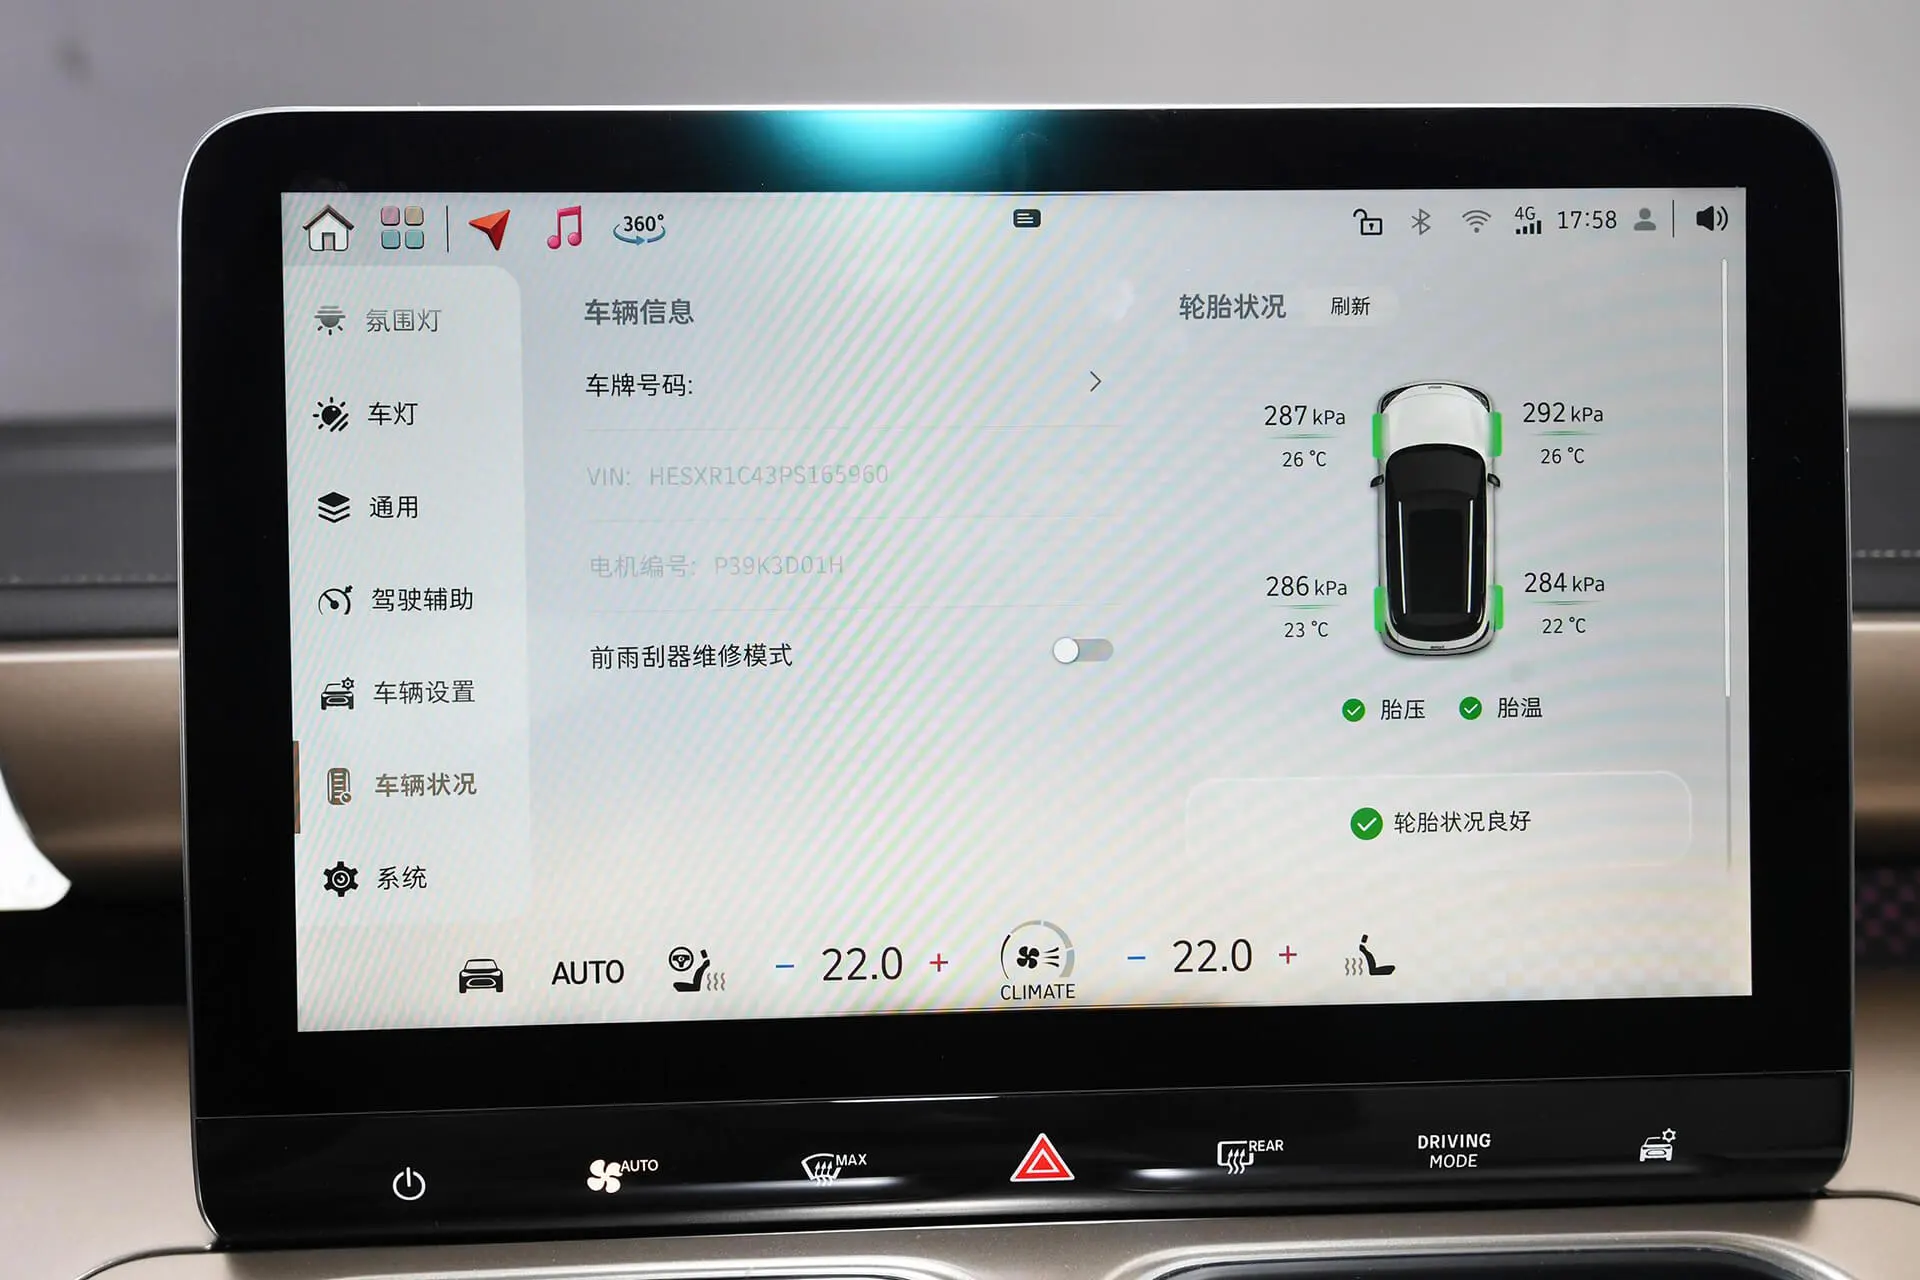 360°
4G 17:58
氛围灯
车灯
通用
驾驶辅助
车辆设置
车辆状况
系统
车辆信息
车牌号码:
VIN: HESXR1C43PS165960
电机编号: P39K3D01H
前雨刮器维修模式
轮胎状况 刷新
287 kPa 292 kPa
26 ℃ 26 ℃
286 kPa 284 kPa
23 ℃ 22 ℃
胎压 胎温
轮胎状况良好
AUTO − 22.0 + − 22.0 +
CLIMATE
AUTO MAX REAR DRIVING
MODE